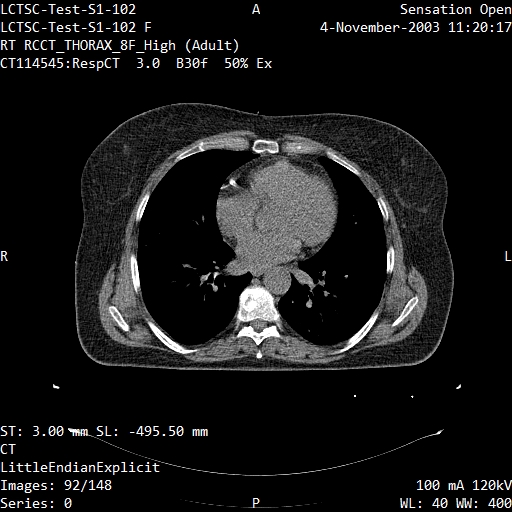 LCTSC-Test-S1-102
A
Sensation Open
LCTSC-Test-S1-102 F
4-November-2003 11:20:17
RT RCCT_THORAX_8F_High (Adult)
CT114545:RespCT 3.0 B30f 50% Ex
R
L
ST: 3.00 mm SL: -495.50 mm
CT
LittleEndianExplicit
Images: 92/148
100 mA 120kV
Series: 0
P
WL: 40 WW: 400